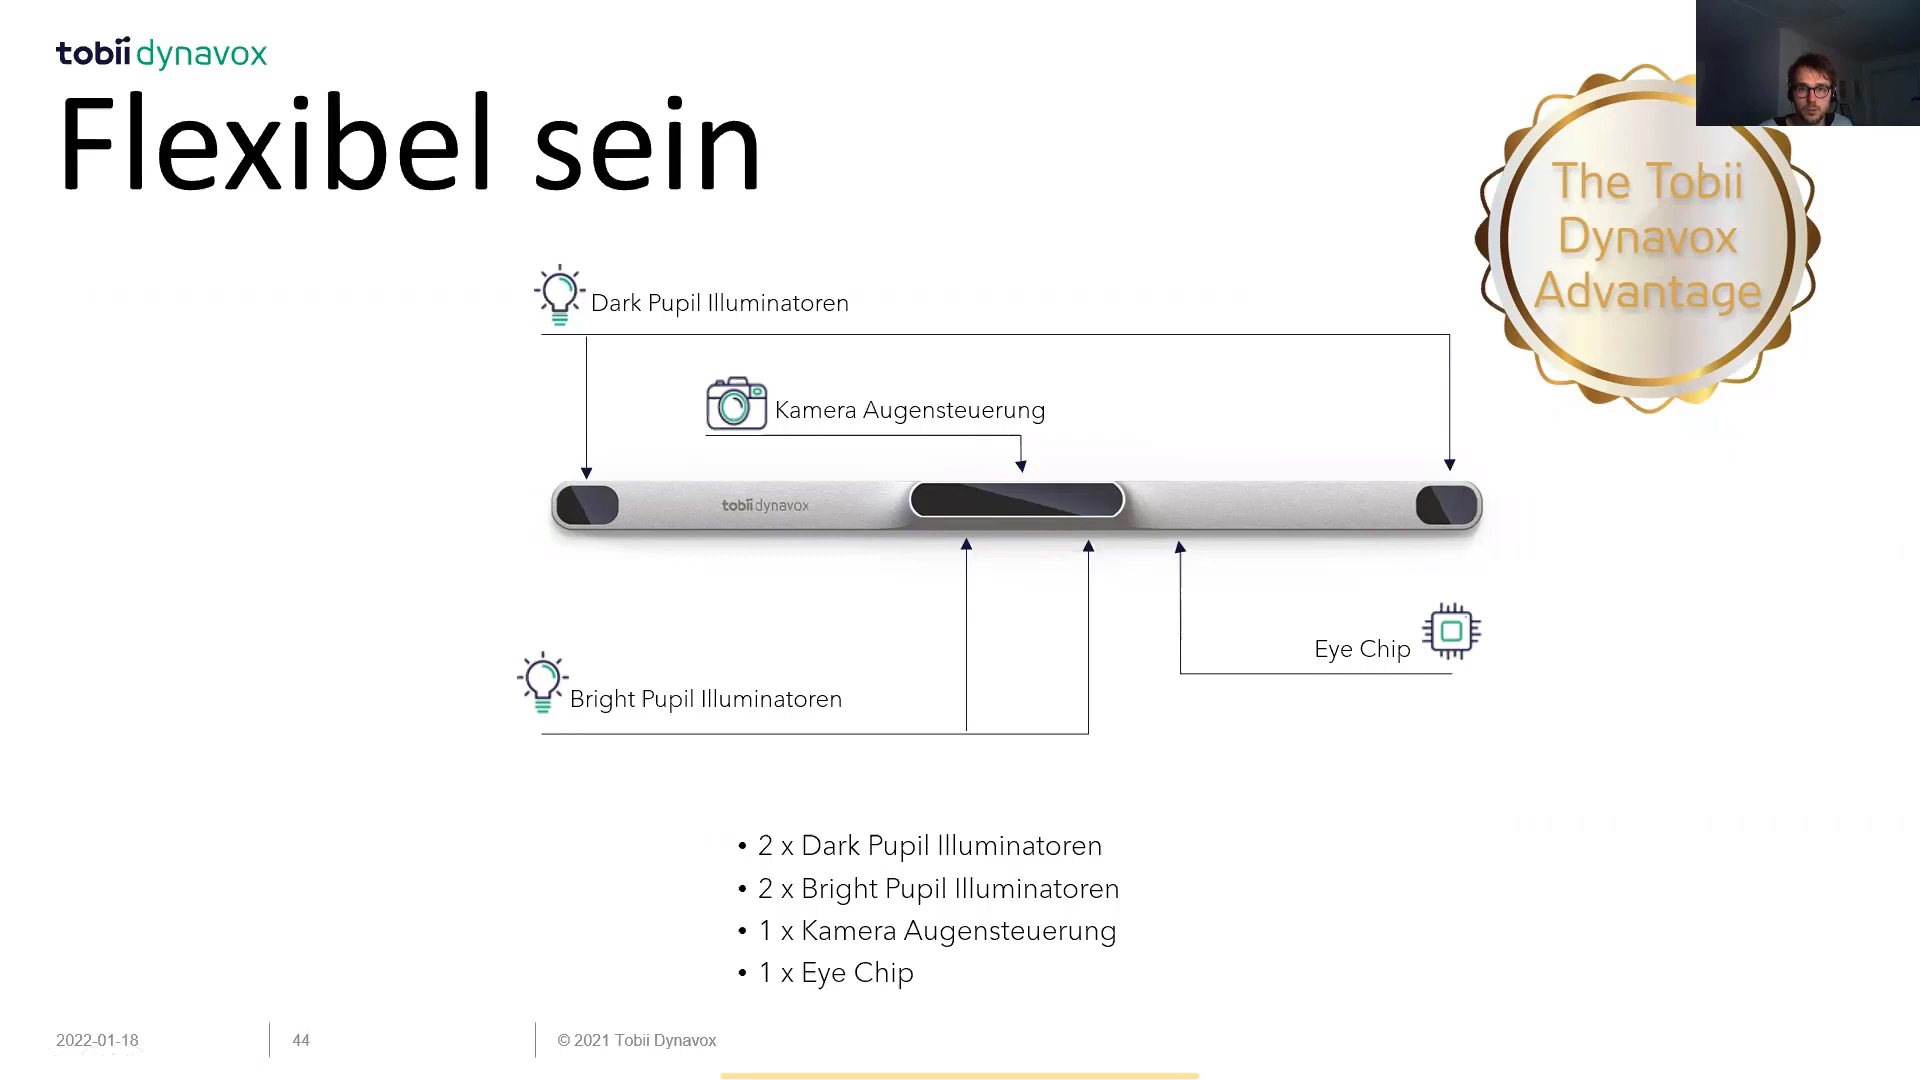 tobii dynavox
Flexibel sein
The Tobii
Dynavox
Advantage
Dark Pupil Illuminatoren
Kamera Augensteuerung
tobii dynavox
Eye Chip
Bright Pupil Illuminatoren
• 2 x Dark Pupil Illuminatoren
• 2 x Bright Pupil Illuminatoren
• 1 x Kamera Augensteuerung
• 1 x Eye Chip
2022-01-18
44
© 2021 Tobii Dynavox